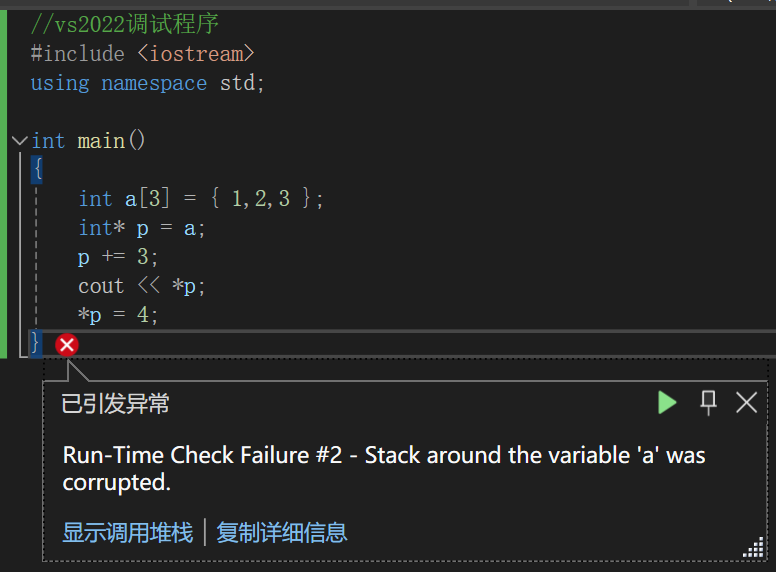 //vs2022调试程序
#include <iostream>
using namespace std;
int main()
{
int a[3] = { 1,2,3 };
int* p = a;
p += 3;
cout << *p;
*p = 4;
}
已引发异常
Run-Time Check Failure #2 - Stack around the variable 'a' was
corrupted.
显示调用堆栈 | 复制详细信息